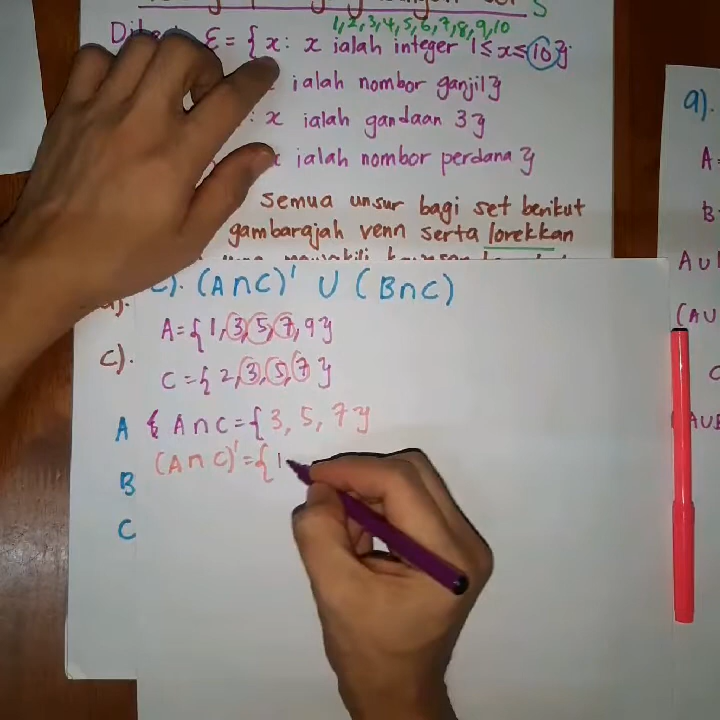 1,2,3,4,5,6,7,8,9,10
ε = { x : x ialah integer 1 ≤ x ≤ 10 }
ialah nombor ganjil }
: x ialah gandaan 3 }
x ialah nombor perdana }
semua unsur bagi set berikut
gambarajah venn serta lorekkan
c). (A∩C)' ∪ (B∩C)
A = { 1, 3, 5, 7, 9 }
c).
C = { 2, 3, 5, 7 }
A
A ∩ C = { 3, 5, 7 }
(A ∩ C)' = { 1
B
C
a).
A
B
A ∪
(A∪
C